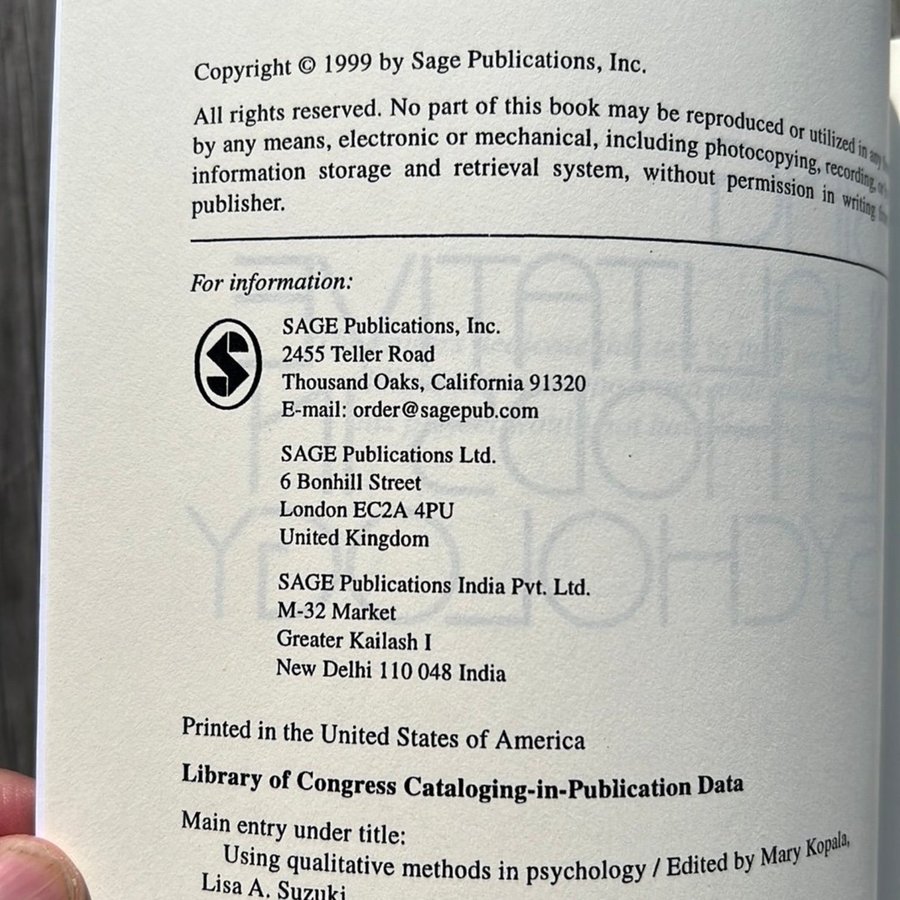 Copyright © 1999 by Sage Publications, Inc.
All rights reserved. No part of this book may be reproduced or utilized in any
by any means, electronic or mechanical, including photocopying, recording,
information storage and retrieval system, without permission in writing
publisher.
For information:
S
SAGE Publications, Inc.
2455 Teller Road
Thousand Oaks, California 91320
E-mail: order@sagepub.com
SAGE Publications Ltd.
6 Bonhill Street
London EC2A 4PU
United Kingdom
SAGE Publications India Pvt. Ltd.
M-32 Market
Greater Kailash I
New Delhi 110 048 India
Printed in the United States of America
Library of Congress Cataloging-in-Publication Data
Main entry under title:
Using qualitative methods in psychology / Edited by Mary Kopala,
Lisa A. Suzuki